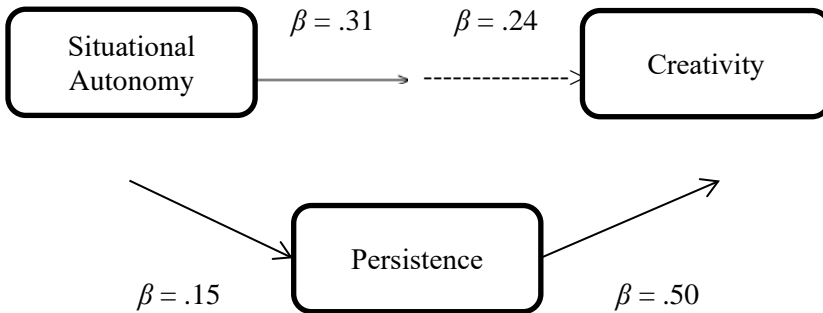 β = .31
β = .24
Situational
Autonomy
Creativity
Persistence
β = .15
β = .50